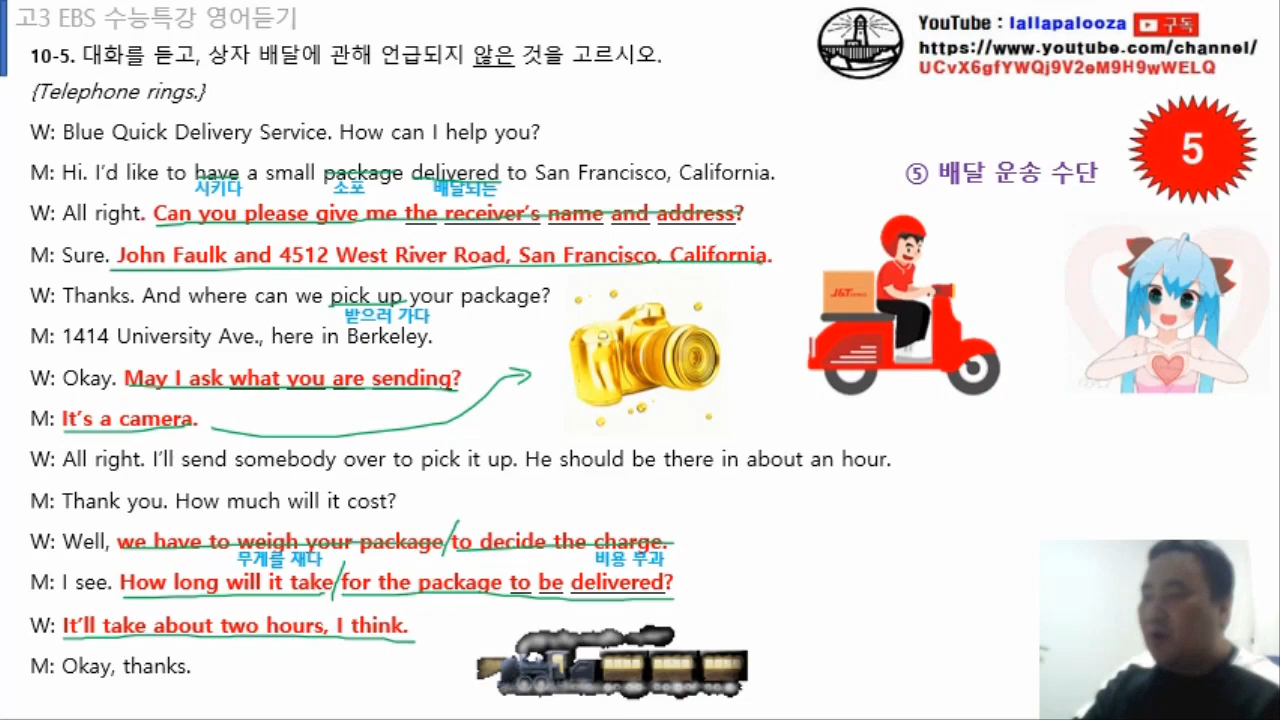 고3 EBS 수능특강 영어듣기
YouTube : lallapalooza 구독
https://www.youtube.com/channel/
UCvX6gfYWQj9V2eM9H9wWELQ
10-5. 대화를 듣고, 상자 배달에 관해 언급되지 않은 것을 고르시오.
{Telephone rings.}
W: Blue Quick Delivery Service. How can I help you?
M: Hi. I'd like to have a small package delivered to San Francisco, California.
시키다 소포 배달되는
5
⑤ 배달 운송 수단
W: All right. Can you please give me the receiver's name and address?
M: Sure. John Faulk and 4512 West River Road, San Francisco, California.
W: Thanks. And where can we pick up your package?
받으러 가다
J&T
M: 1414 University Ave., here in Berkeley.
W: Okay. May I ask what you are sending?
M: It's a camera.
W: All right. I'll send somebody over to pick it up. He should be there in about an hour.
M: Thank you. How much will it cost?
W: Well, we have to weigh your package/to decide the charge.
무게를 재다 비용 부과
M: I see. How long will it take/for the package to be delivered?
W: It'll take about two hours, I think.
M: Okay, thanks.